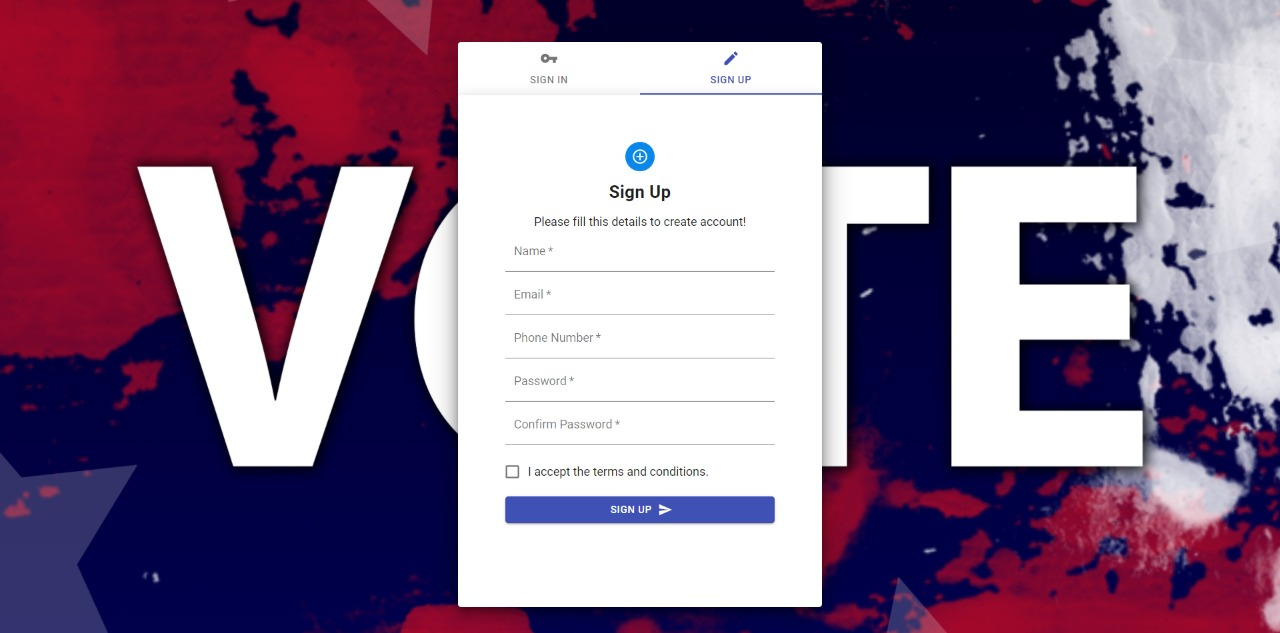 SIGN IN
SIGN UP
VOTE
Sign Up
Please fill this details to create account!
Name *
Email *
Phone Number *
Password *
Confirm Password *
I accept the terms and conditions.
SIGN UP